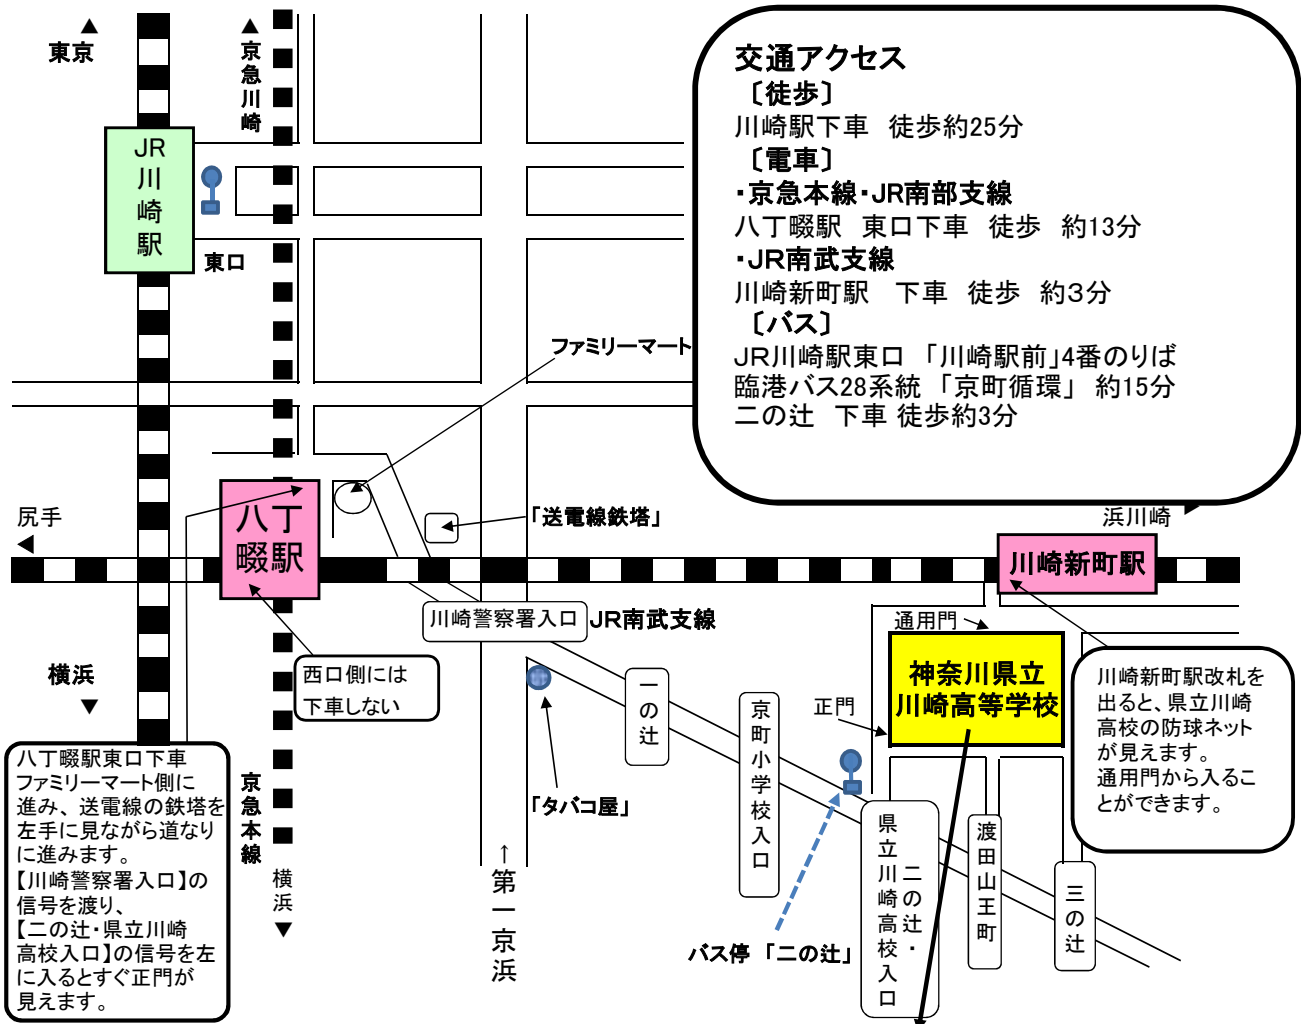 東京
京急川崎
JR川崎駅
東口
交通アクセス
〔徒歩〕
川崎駅下車 徒歩約25分
〔電車〕
・京急本線・JR南部支線
八丁畷駅 東口下車 徒歩 約13分
・JR南武支線
川崎新町駅 下車 徒歩 約3分
〔バス〕
JR川崎駅東口 「川崎駅前」4番のりば
臨港バス28系統 「京町循環」 約15分
二の辻 下車 徒歩約3分
ファミリーマート
尻手
八丁
畷駅
「送電線鉄塔」
浜川崎
川崎新町駅
川崎警察署入口
JR南武支線
通用門
神奈川県立
川崎高等学校
正門
横浜
西口側には
下車しない
一の辻
京町小学校入口
川崎新町駅改札を
出ると、県立川崎
高校の防球ネット
が見えます。
通用門から入るこ
とができます。
八丁畷駅東口下車
ファミリーマート側に
進み、送電線の鉄塔を
左手に見ながら道なり
に進みます。
【川崎警察署入口】の
信号を渡り、
【二の辻・県立川崎
高校入口】の信号を左
に入るとすぐ正門が
見えます。
京急本線
横浜
「タバコ屋」
↑第一京浜
バス停 「二の辻」
二の辻・
県立川崎高校入口
渡田山王町
三の辻